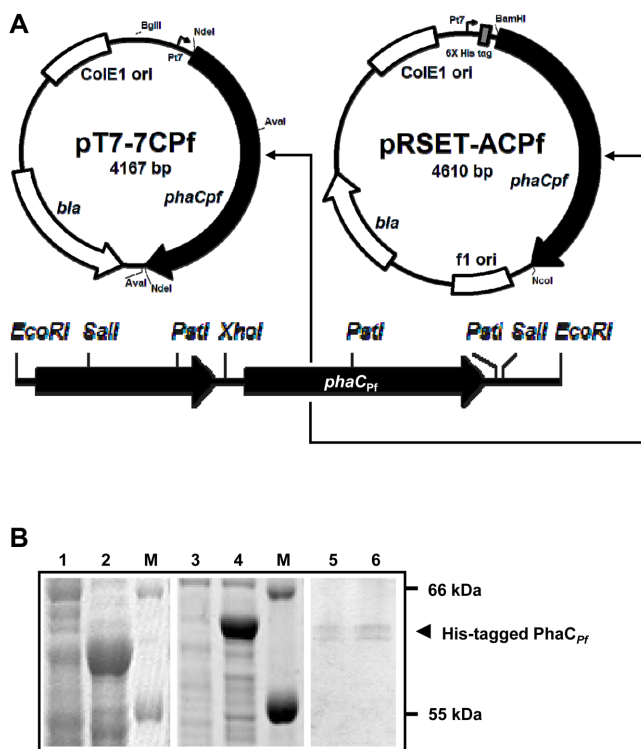 A
BglII
NdeI
Pt7
ColE1 ori
AvaI
pT7-7CPf
4167 bp
phaCpf
bla
AvaI
NdeI
Pt7
BamHI
6X His tag
ColE1 ori
pRSET-ACPf
4610 bp
phaCpf
bla
f1 ori
NcoI
EcoRI SalI PstI XhoI PstI PstI SalI EcoRI
phaCPf
B
1 2 M 3 4 M 5 6
66 kDa
His-tagged PhaCPf
55 kDa